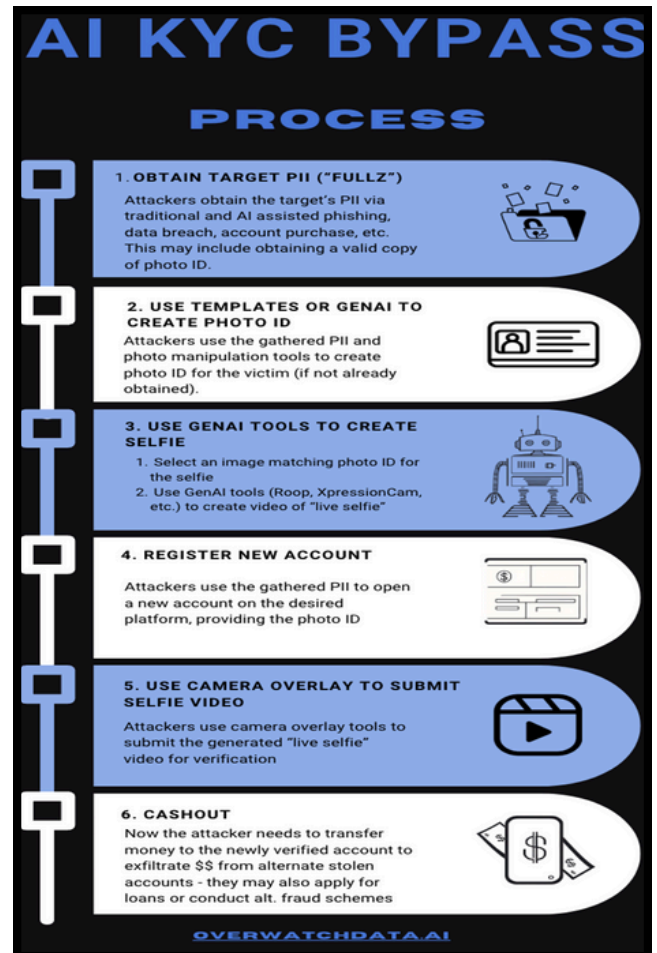 AI KYC BYPASS
PROCESS
1. OBTAIN TARGET PII ("FULLZ")
Attackers obtain the target's PII via
traditional and AI assisted phishing,
data breach, account purchase, etc.
This may include obtaining a valid copy
of photo ID.
2. USE TEMPLATES OR GENAI TO
CREATE PHOTO ID
Attackers use the gathered PII and
photo manipulation tools to create
photo ID for the victim (if not already
obtained).
3. USE GENAI TOOLS TO CREATE
SELFIE
1. Select an image matching photo ID for
the selfie
2. Use GenAI tools (Roop, XpressionCam,
etc.) to create video of "live selfie"
4. REGISTER NEW ACCOUNT
Attackers use the gathered PII to open
a new account on the desired
platform, providing the photo ID
5. USE CAMERA OVERLAY TO SUBMIT
SELFIE VIDEO
Attackers use camera overlay tools to
submit the generated "live selfie"
video for verification
6. CASHOUT
Now the attacker needs to transfer
money to the newly verified account to
exfiltrate $$ from alternate stolen
accounts - they may also apply for
loans or conduct alt. fraud schemes
OVERWATCHDATA.AI